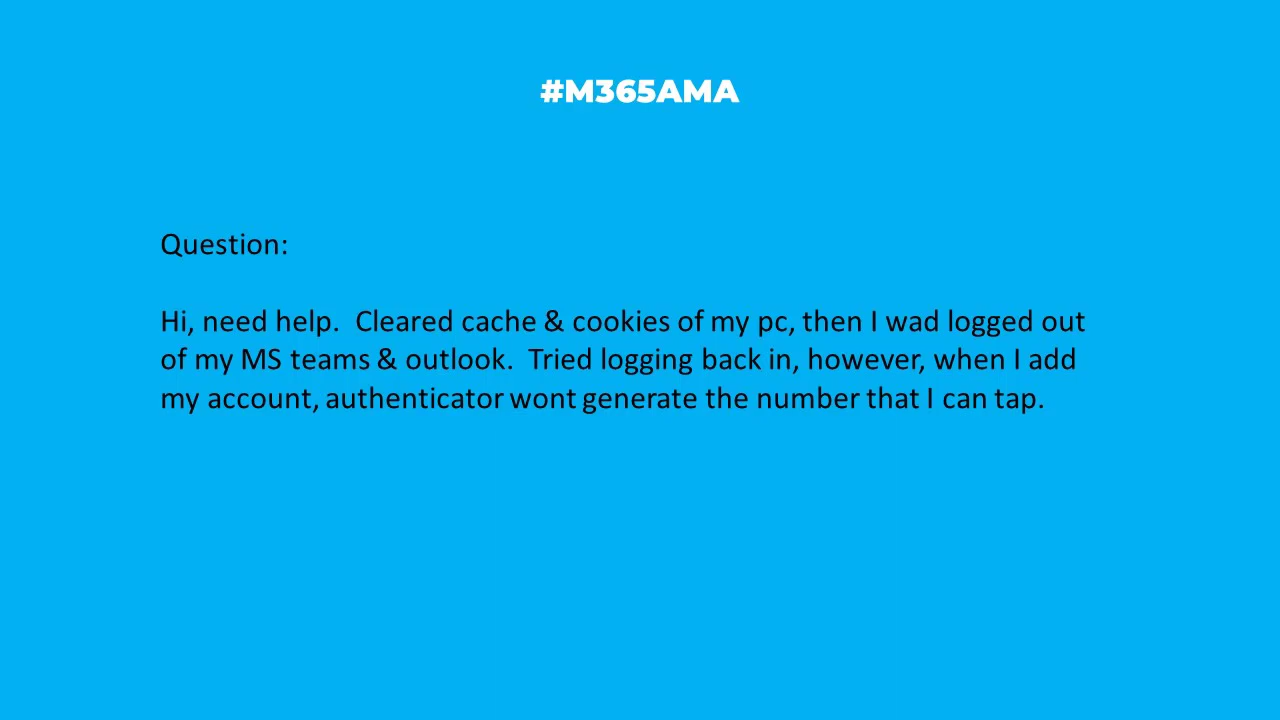 #M365AMA
Question:
Hi, need help.  Cleared cache & cookies of my pc, then I wad logged out
of my MS teams & outlook.  Tried logging back in, however, when I add
my account, authenticator wont generate the number that I can tap.